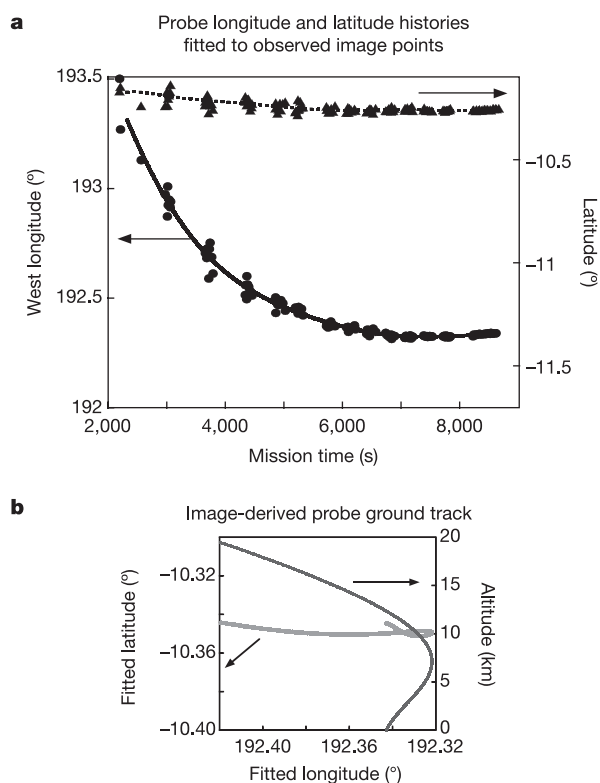 a
Probe longitude and latitude histories
fitted to observed image points
193.5
193
192.5
192
West longitude (º)
–10.5
–11
–11.5
Latitude (º)
2,000
4,000
6,000
8,000
Mission time (s)
b
Image-derived probe ground track
–10.32
–10.36
–10.40
Fitted latitude (°)
20
15
10
5
0
Altitude (km)
192.40
192.36
192.32
Fitted longitude (°)